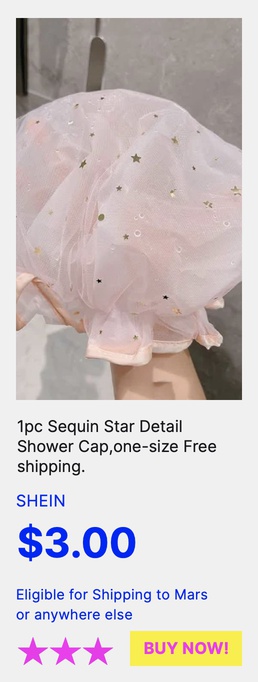 1pc Sequin Star Detail
Shower Cap,one-size Free
shipping.
SHEIN
$3.00
Eligible for Shipping to Mars
or anywhere else
BUY NOW!